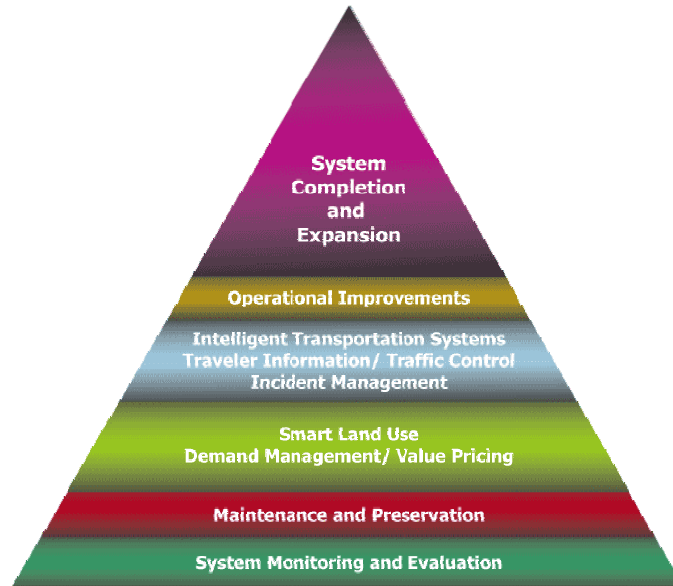 System
Completion
and
Expansion
Operational Improvements
Intelligent Transportation Systems
Traveler Information/ Traffic Control
Incident Management
Smart Land Use
Demand Management/ Value Pricing
Maintenance and Preservation
System Monitoring and Evaluation